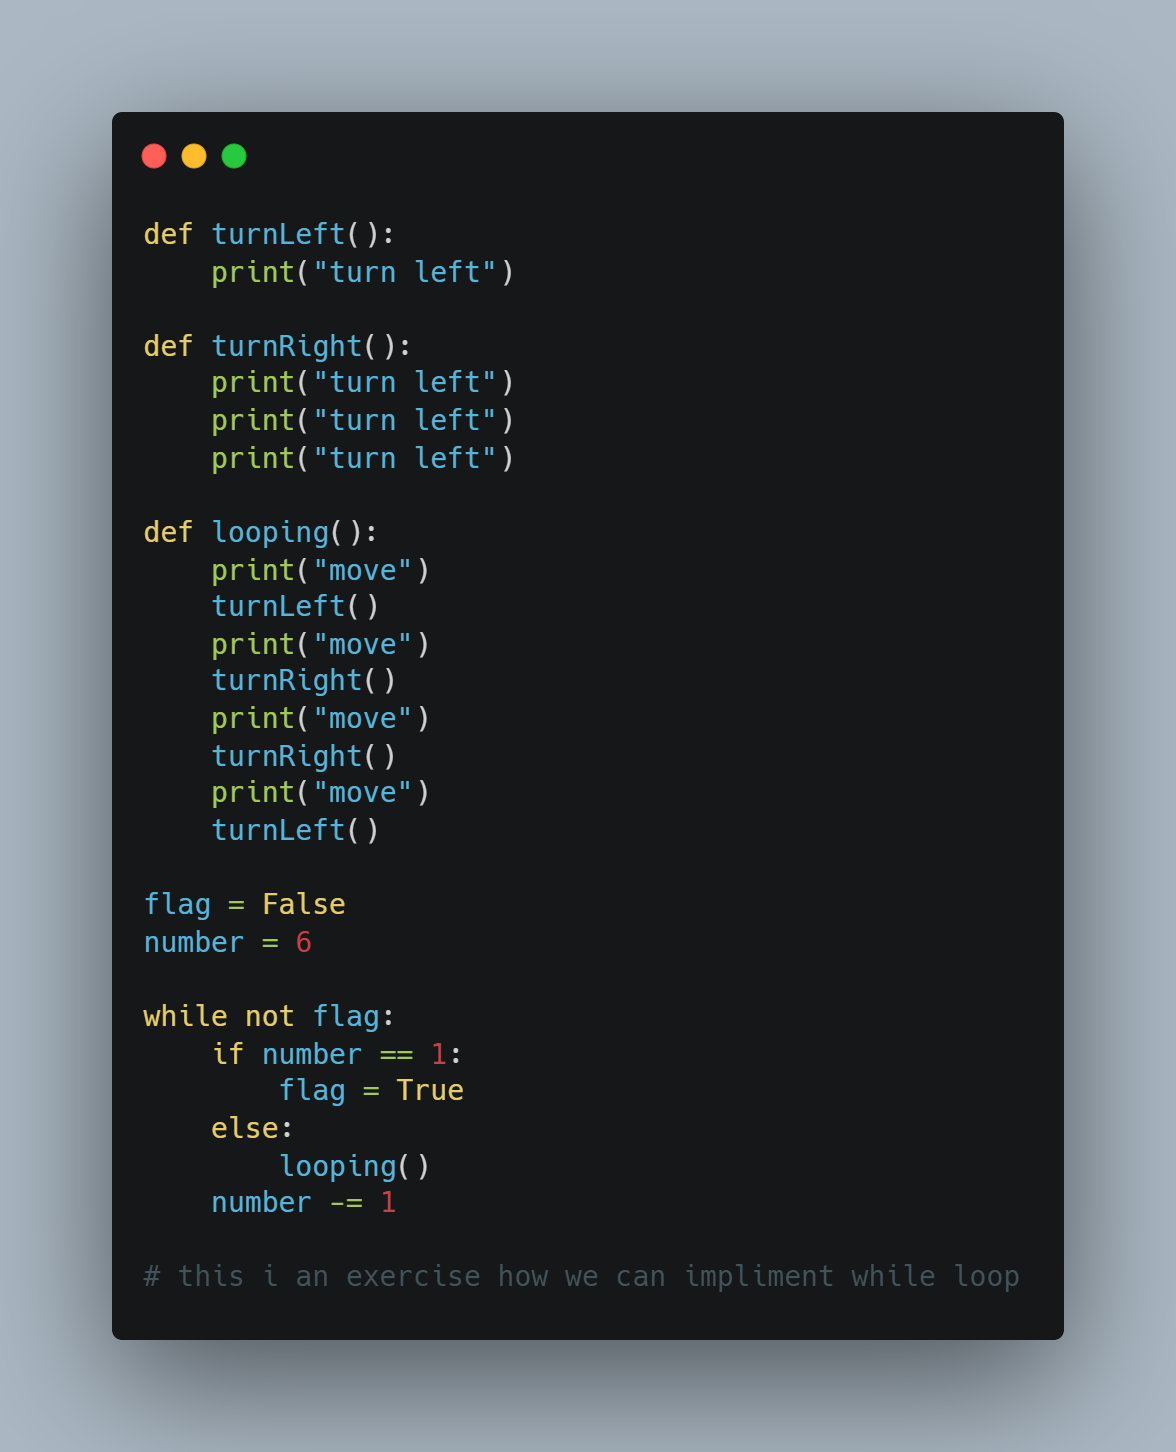 def turnLeft():
    print("turn left")

def turnRight():
    print("turn left")
    print("turn left")
    print("turn left")

def looping():
    print("move")
    turnLeft()
    print("move")
    turnRight()
    print("move")
    turnRight()
    print("move")
    turnLeft()

flag = False
number = 6

while not flag:
    if number == 1:
        flag = True
    else:
        looping()
    number -= 1

# this i an exercise how we can impliment while loop